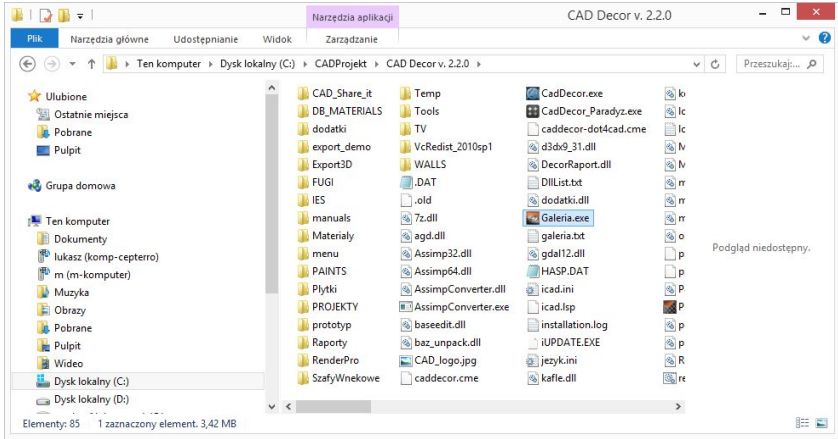 CAD Decor v. 2.2.0
Narzędzia aplikacji
Plik
Narzędzia główne
Udostępnianie
Widok
Zarządzanie
Ten komputer
Dysk lokalny (C:)
CADProjekt
CAD Decor v. 2.2.0
Przeszukaj:...
Ulubione
Ostatnie miejsca
Pobrane
Pulpit
Grupa domowa
Ten komputer
Dokumenty
lukasz (komp-cepterro)
m (m-komputer)
Muzyka
Obrazy
Pobrane
Pulpit
Wideo
Dysk lokalny (C:)
Dysk lokalny (D:)
CAD_Share_it
DB_MATERIALS
dodatki
export_demo
Export3D
FUGI
IES
manuals
Materialy
menu
PAINTS
Plytki
PROJEKTY
prototyp
Raporty
RenderPro
SzafyWnekowe
Temp
Tools
TV
VcRedist_2010sp1
WALLS
.DAT
.old
7z.dll
agd.dll
Assimp32.dll
Assimp64.dll
AssimpConverter.dll
AssimpConverter.exe
baseedit.dll
baz_unpack.dll
CAD_logo.jpg
caddecor.cme
CadDecor.exe
CadDecor_Paradyz.exe
caddecor-dot4cad.cme
d3dx9_31.dll
DecorRaport.dll
DllList.txt
dodatki.dll
Galeria.exe
galeria.txt
gdal12.dll
HASP.DAT
icad.ini
icad.lsp
installation.log
iUPDATE.EXE
jezyk.ini
kafle.dll
Podgląd niedostępny.
Elementy: 85
1 zaznaczony element. 3,42 MB